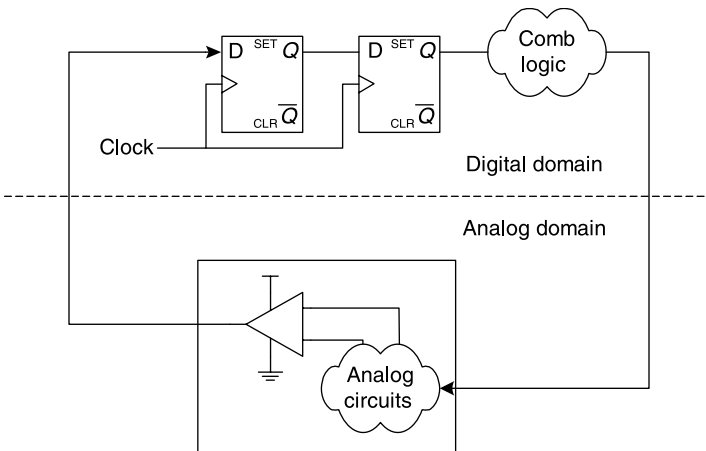 D SET Q
CLR Q̅
D SET Q
CLR Q̅
Comb
logic
Clock
Digital domain
Analog domain
Analog
circuits